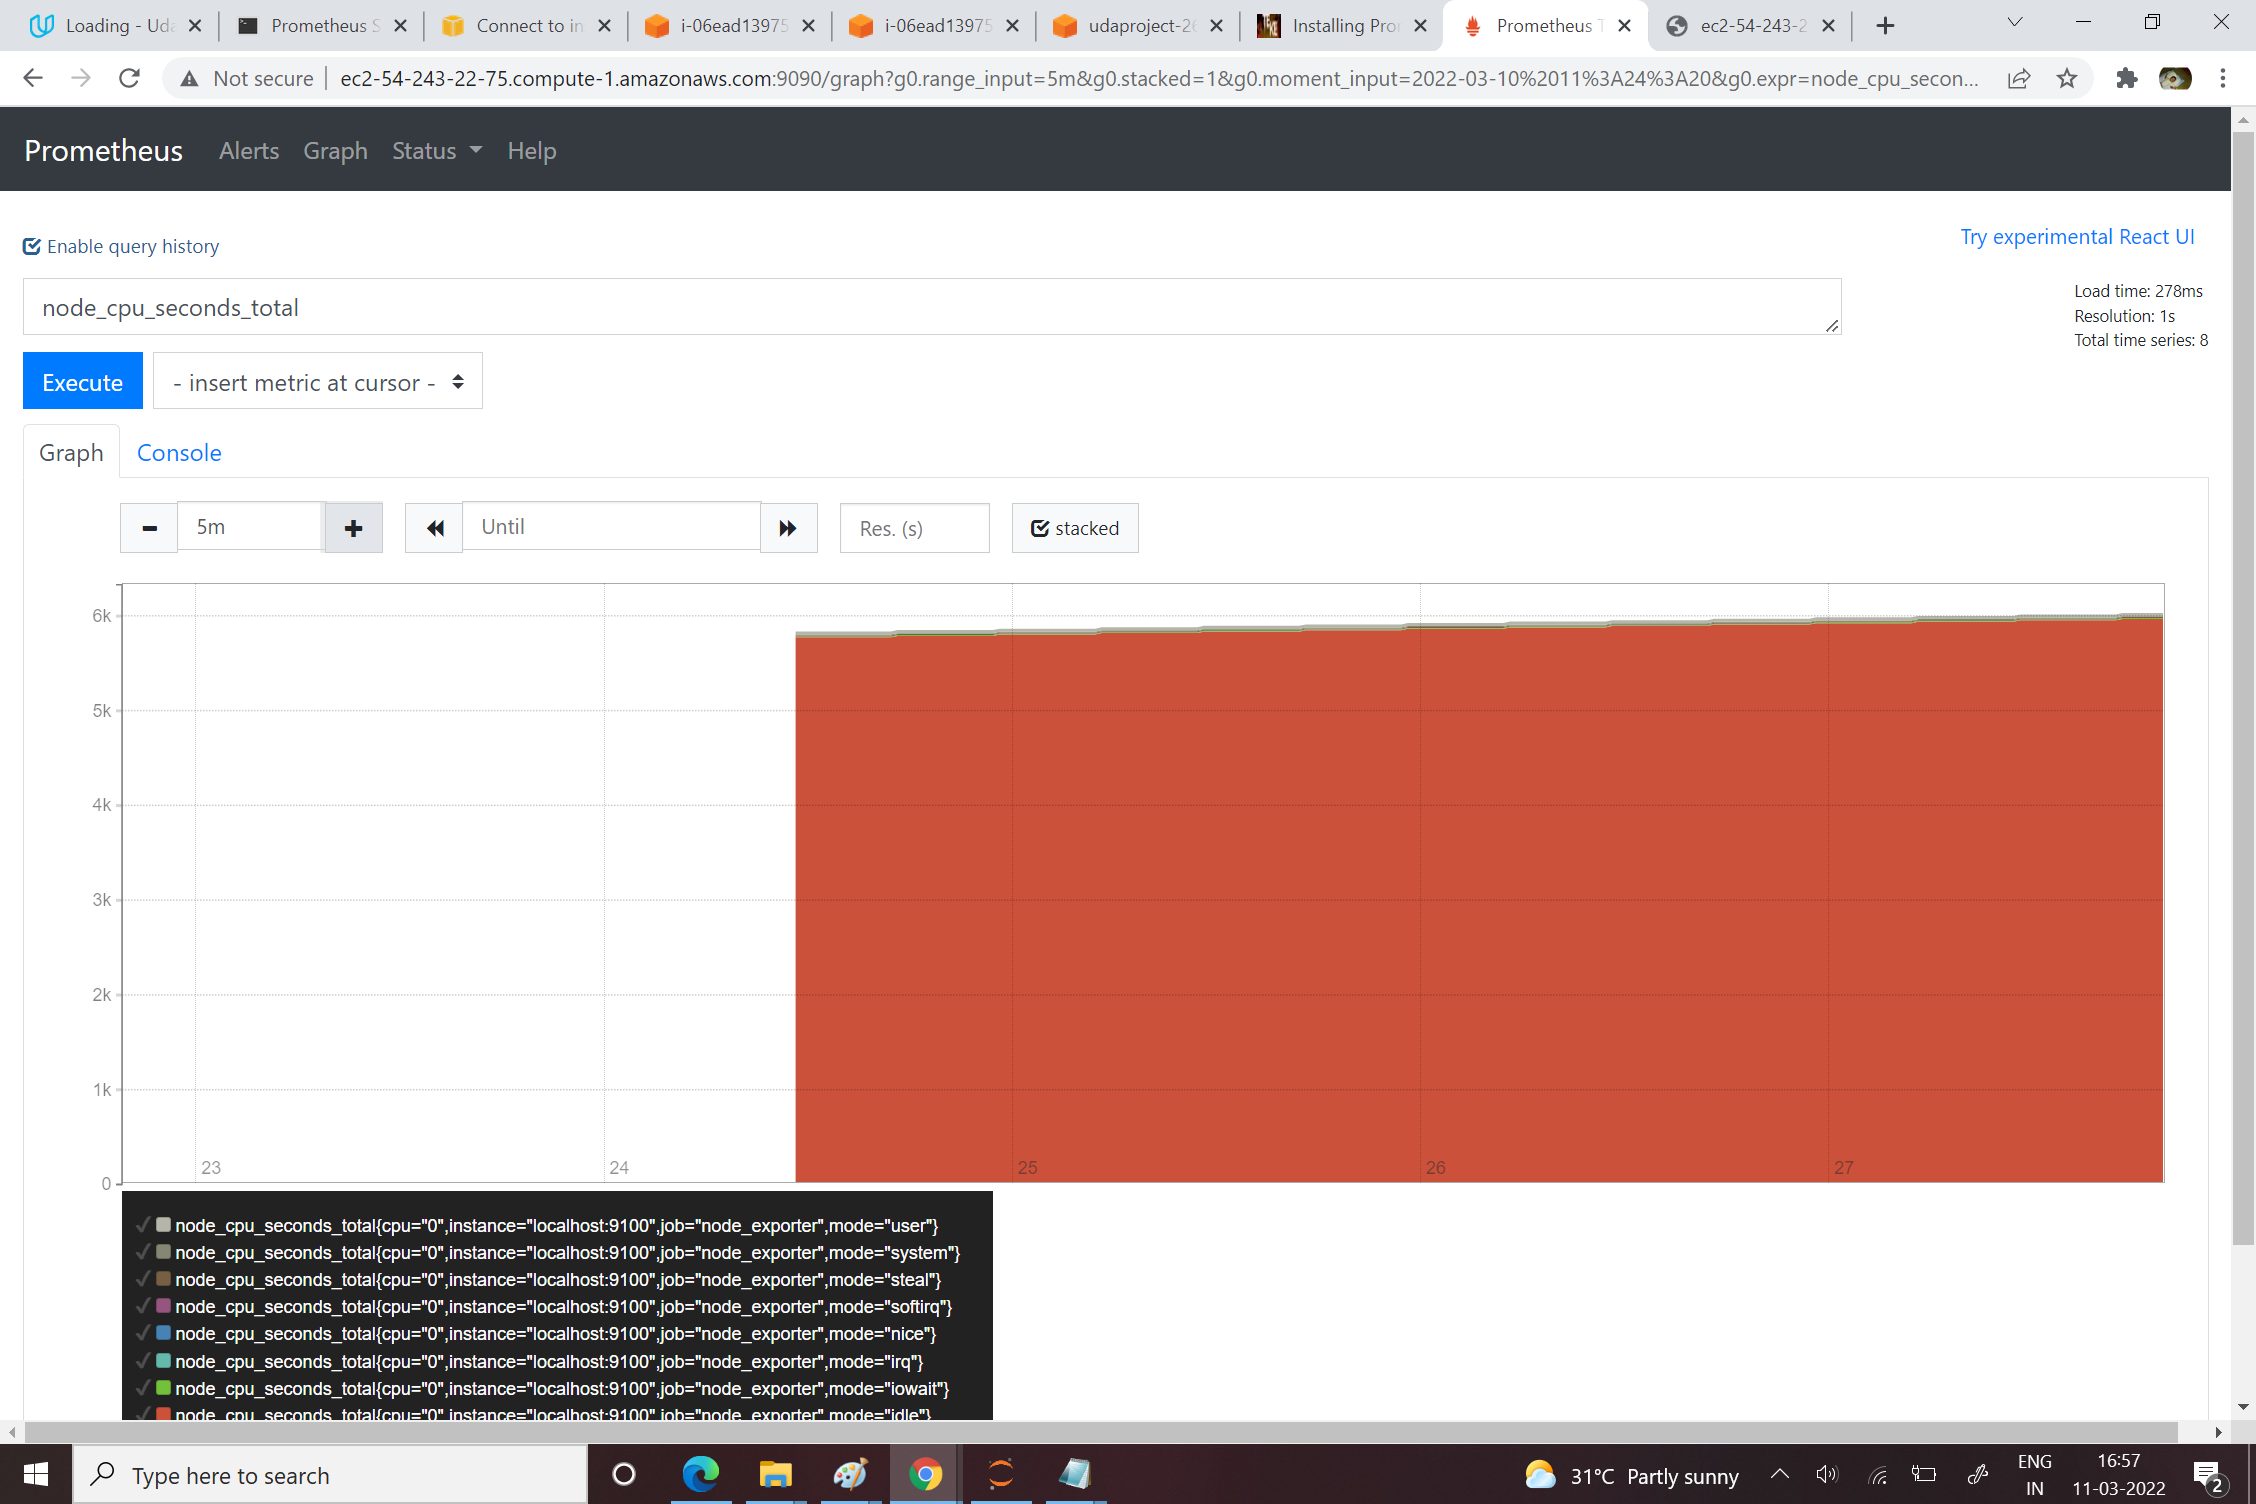 Loading - Uda
Prometheus S
Connect to in
i-06ead13975
i-06ead13975
udaproject-26
Installing Pro
Prometheus T
ec2-54-243-2
Not secure
ec2-54-243-22-75.compute-1.amazonaws.com:9090/graph?g0.range_input=5m&g0.stacked=1&g0.moment_input=2022-03-10%2011%3A24%3A20&g0.expr=node_cpu_secon...
Prometheus
Alerts
Graph
Status
Help
Enable query history
Try experimental React UI
node_cpu_seconds_total
Load time: 278ms
Resolution: 1s
Total time series: 8
Execute
- insert metric at cursor -
Graph
Console
5m
Until
Res. (s)
stacked
6k
5k
4k
3k
2k
1k
0
23
24
25
26
27
node_cpu_seconds_total{cpu="0",instance="localhost:9100",job="node_exporter",mode="user"}
node_cpu_seconds_total{cpu="0",instance="localhost:9100",job="node_exporter",mode="system"}
node_cpu_seconds_total{cpu="0",instance="localhost:9100",job="node_exporter",mode="steal"}
node_cpu_seconds_total{cpu="0",instance="localhost:9100",job="node_exporter",mode="softirq"}
node_cpu_seconds_total{cpu="0",instance="localhost:9100",job="node_exporter",mode="nice"}
node_cpu_seconds_total{cpu="0",instance="localhost:9100",job="node_exporter",mode="irq"}
node_cpu_seconds_total{cpu="0",instance="localhost:9100",job="node_exporter",mode="iowait"}
node_cpu_seconds_total{cpu="0",instance="localhost:9100",job="node_exporter",mode="idle"}
Type here to search
31°C Partly sunny
ENG
IN
16:57
11-03-2022
2